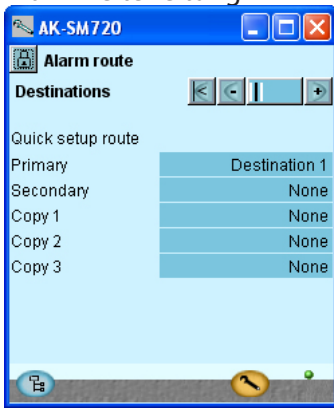 AK-SM720
Alarm route
Destinations
Quick setup route
Primary Destination 1
Secondary None
Copy 1 None
Copy 2 None
Copy 3 None